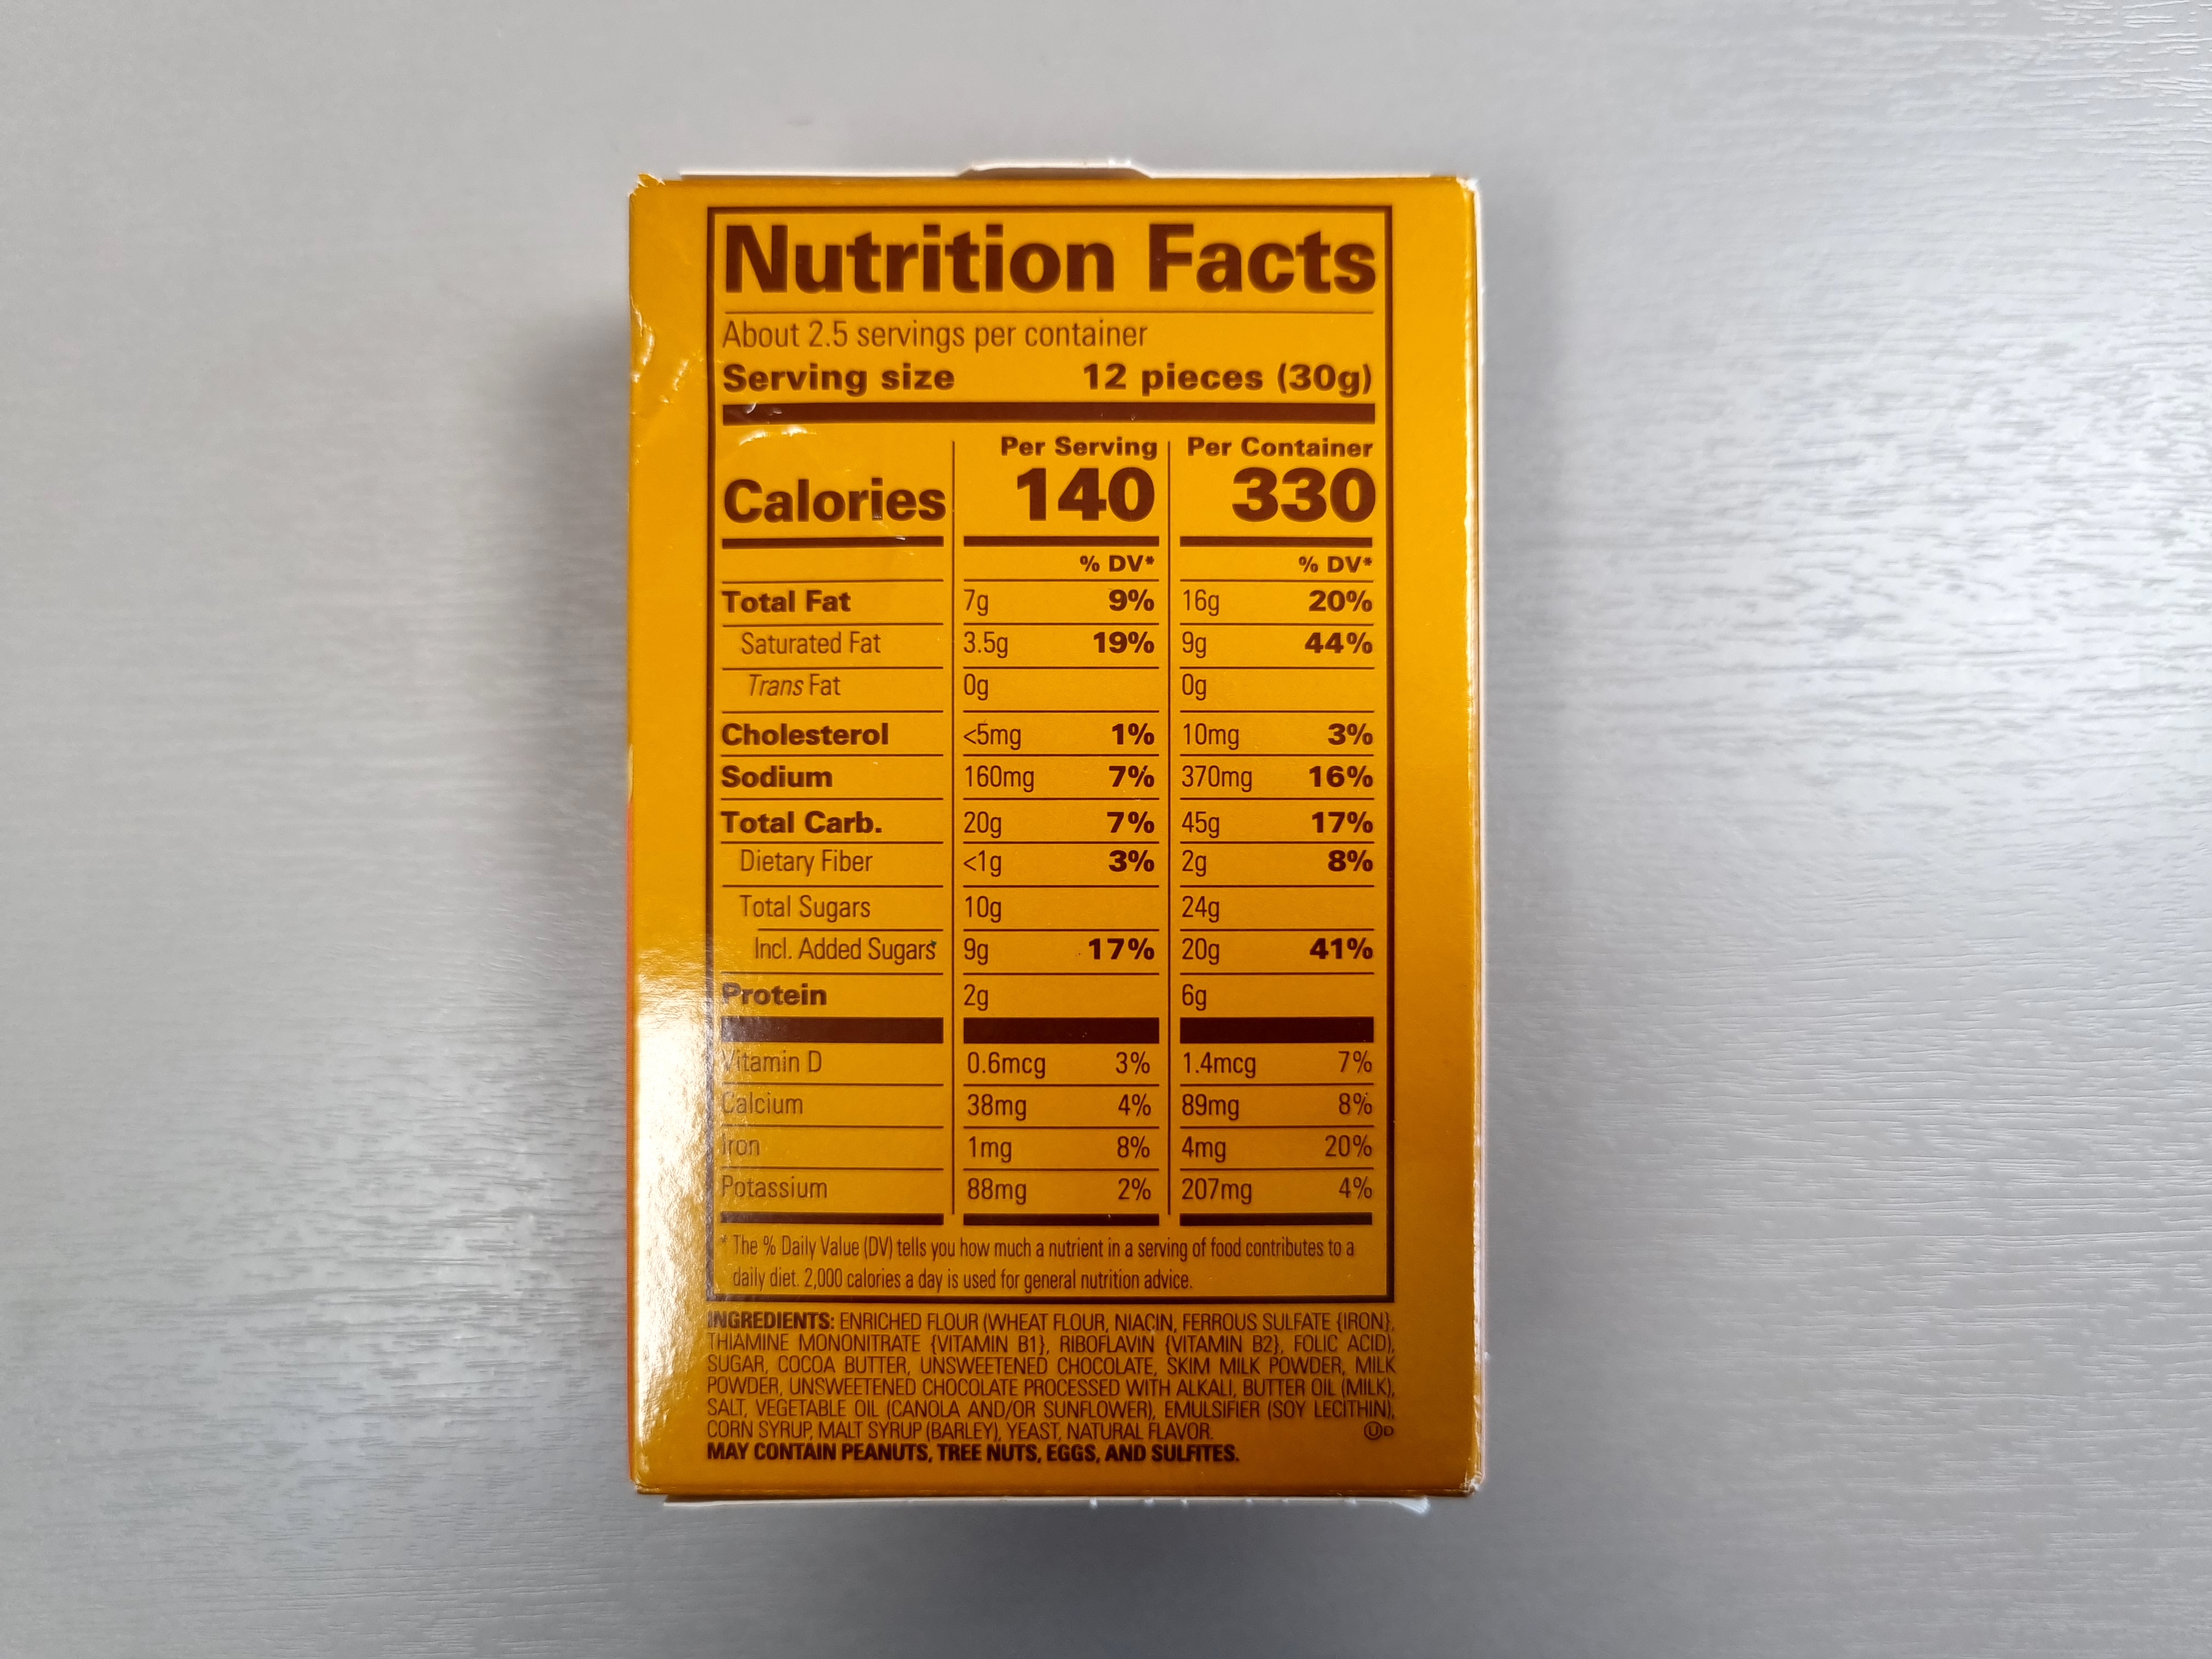 Nutrition Facts
About 2.5 servings per container
Serving size 12 pieces (30g)
Per Serving Per Container
Calories 140 330
% DV* % DV*
Total Fat 7g 9% 16g 20%
Saturated Fat 3.5g 19% 9g 44%
Trans Fat 0g 0g
Cholesterol <5mg 1% 10mg 3%
Sodium 160mg 7% 370mg 16%
Total Carb. 20g 7% 45g 17%
Dietary Fiber <1g 3% 2g 8%
Total Sugars 10g 24g
Incl. Added Sugars 9g 17% 20g 41%
Protein 2g 6g
Vitamin D 0.6mcg 3% 1.4mcg 7%
Calcium 38mg 4% 89mg 8%
Iron 1mg 8% 4mg 20%
Potassium 88mg 2% 207mg 4%
* The % Daily Value (DV) tells you how much a nutrient in a serving of food contributes to a
daily diet. 2,000 calories a day is used for general nutrition advice.
INGREDIENTS: ENRICHED FLOUR (WHEAT FLOUR, NIACIN, FERROUS SULFATE {IRON},
THIAMINE MONONITRATE {VITAMIN B1}, RIBOFLAVIN {VITAMIN B2}, FOLIC ACID),
SUGAR, COCOA BUTTER, UNSWEETENED CHOCOLATE, SKIM MILK POWDER, MILK
POWDER, UNSWEETENED CHOCOLATE PROCESSED WITH ALKALI, BUTTER OIL (MILK),
SALT, VEGETABLE OIL (CANOLA AND/OR SUNFLOWER), EMULSIFIER (SOY LECITHIN),
CORN SYRUP, MALT SYRUP (BARLEY), YEAST, NATURAL FLAVOR. ⓊD
MAY CONTAIN PEANUTS, TREE NUTS, EGGS, AND SULFITES.